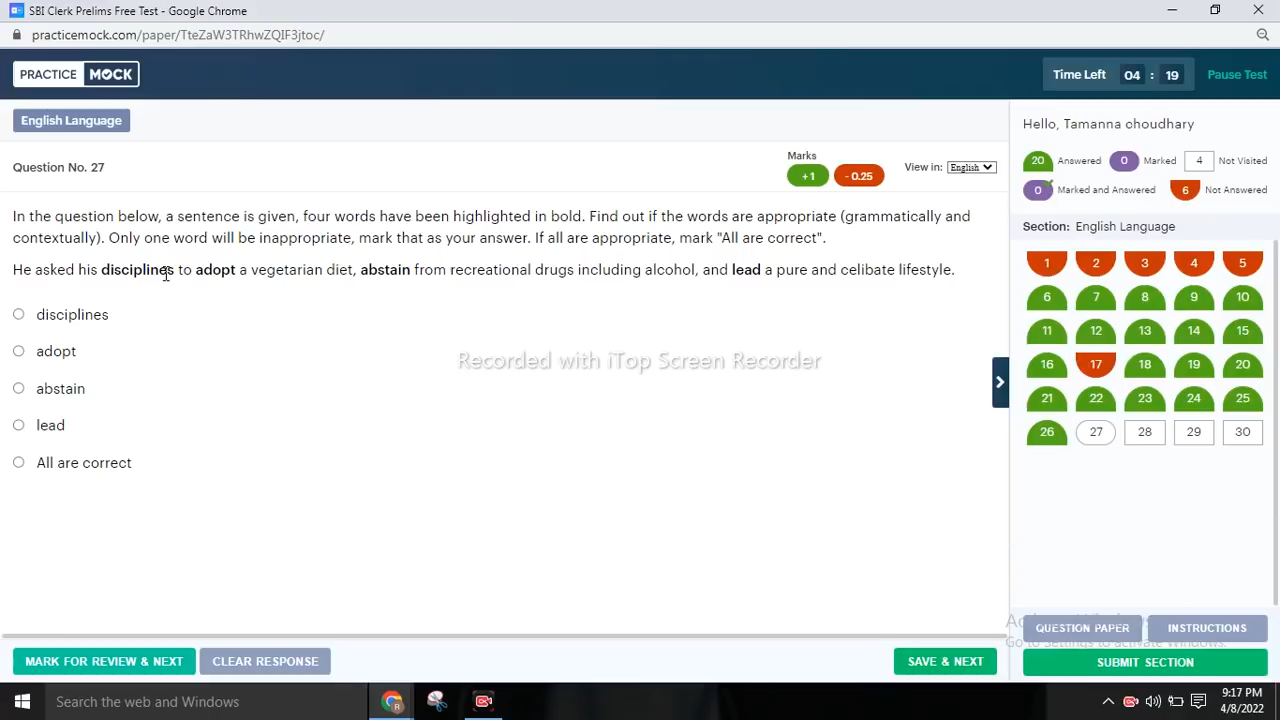 SBI Clerk Prelims Free Test - Google Chrome
practicemock.com/paper/TteZaW3TRhwZQIF3jtoc/
PRACTICE MOCK
Time Left 04 : 19 Pause Test
English Language
Hello, Tamanna choudhary
Question No. 27
Marks
+ 1 - 0.25
View in: English
20 Answered 0 Marked 4 Not Visited
0 Marked and Answered 6 Not Answered
Section: English Language
In the question below, a sentence is given, four words have been highlighted in bold. Find out if the words are appropriate (grammatically and
contextually). Only one word will be inappropriate, mark that as your answer. If all are appropriate, mark "All are correct".
He asked his disciplines to adopt a vegetarian diet, abstain from recreational drugs including alcohol, and lead a pure and celibate lifestyle.
disciplines
adopt
abstain
lead
All are correct
Recorded with iTop Screen Recorder
1 2 3 4 5
6 7 8 9 10
11 12 13 14 15
16 17 18 19 20
21 22 23 24 25
26 27 28 29 30
QUESTION PAPER INSTRUCTIONS
Go to Settings to activate Windows.
MARK FOR REVIEW & NEXT CLEAR RESPONSE SAVE & NEXT SUBMIT SECTION
Search the web and Windows
9:17 PM
4/8/2022